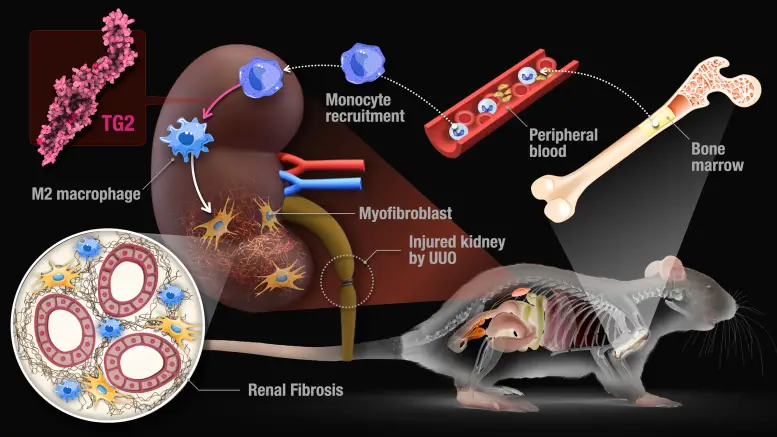 TG2
Monocyte
recruitment
Peripheral
blood
Bone
marrow
M2 macrophage
Myofibroblast
Injured kidney
by UUO
Renal Fibrosis